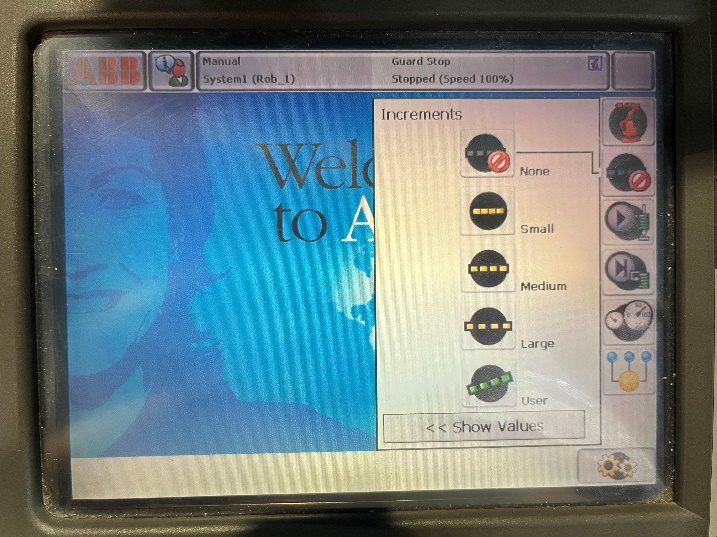 ABB
Manual
Guard Stop
System1 (Rob_1)
Stopped (Speed 100%)
Increments
Welc
to A
None
Small
Medium
Large
User
<< Show Values